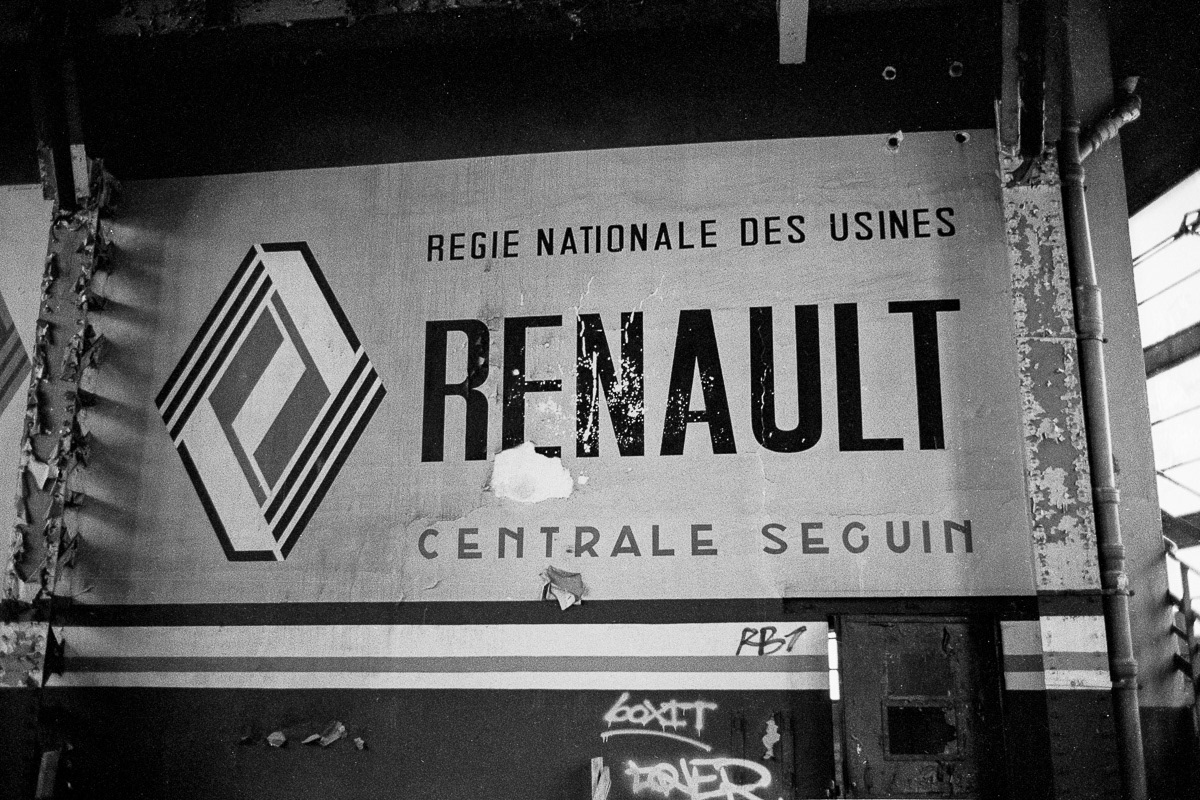 REGIE NATIONALE DES USINES
RENAULT
CENTRALE SEGUIN
RB1